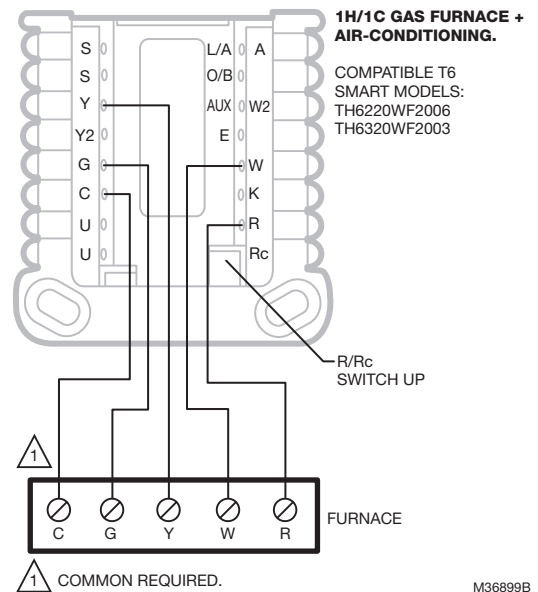 1H/1C GAS FURNACE +
AIR-CONDITIONING.
COMPATIBLE T6
SMART MODELS:
TH6220WF2006
TH6320WF2003
S L/A A
S O/B
Y AUX W2
Y2 E
G W
C K
U R
U Rc
R/Rc
SWITCH UP
1
C G Y W R
FURNACE
1 COMMON REQUIRED.
M36899B